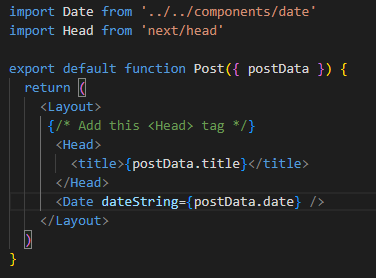 import Date from '../../components/date'
import Head from 'next/head'

export default function Post({ postData }) {
  return (
    <Layout>
     {/* Add this <Head> tag */}
      <Head>
        <title>{postData.title}</title>
      </Head>
      <Date dateString={postData.date} />
    </Layout>
  )
}